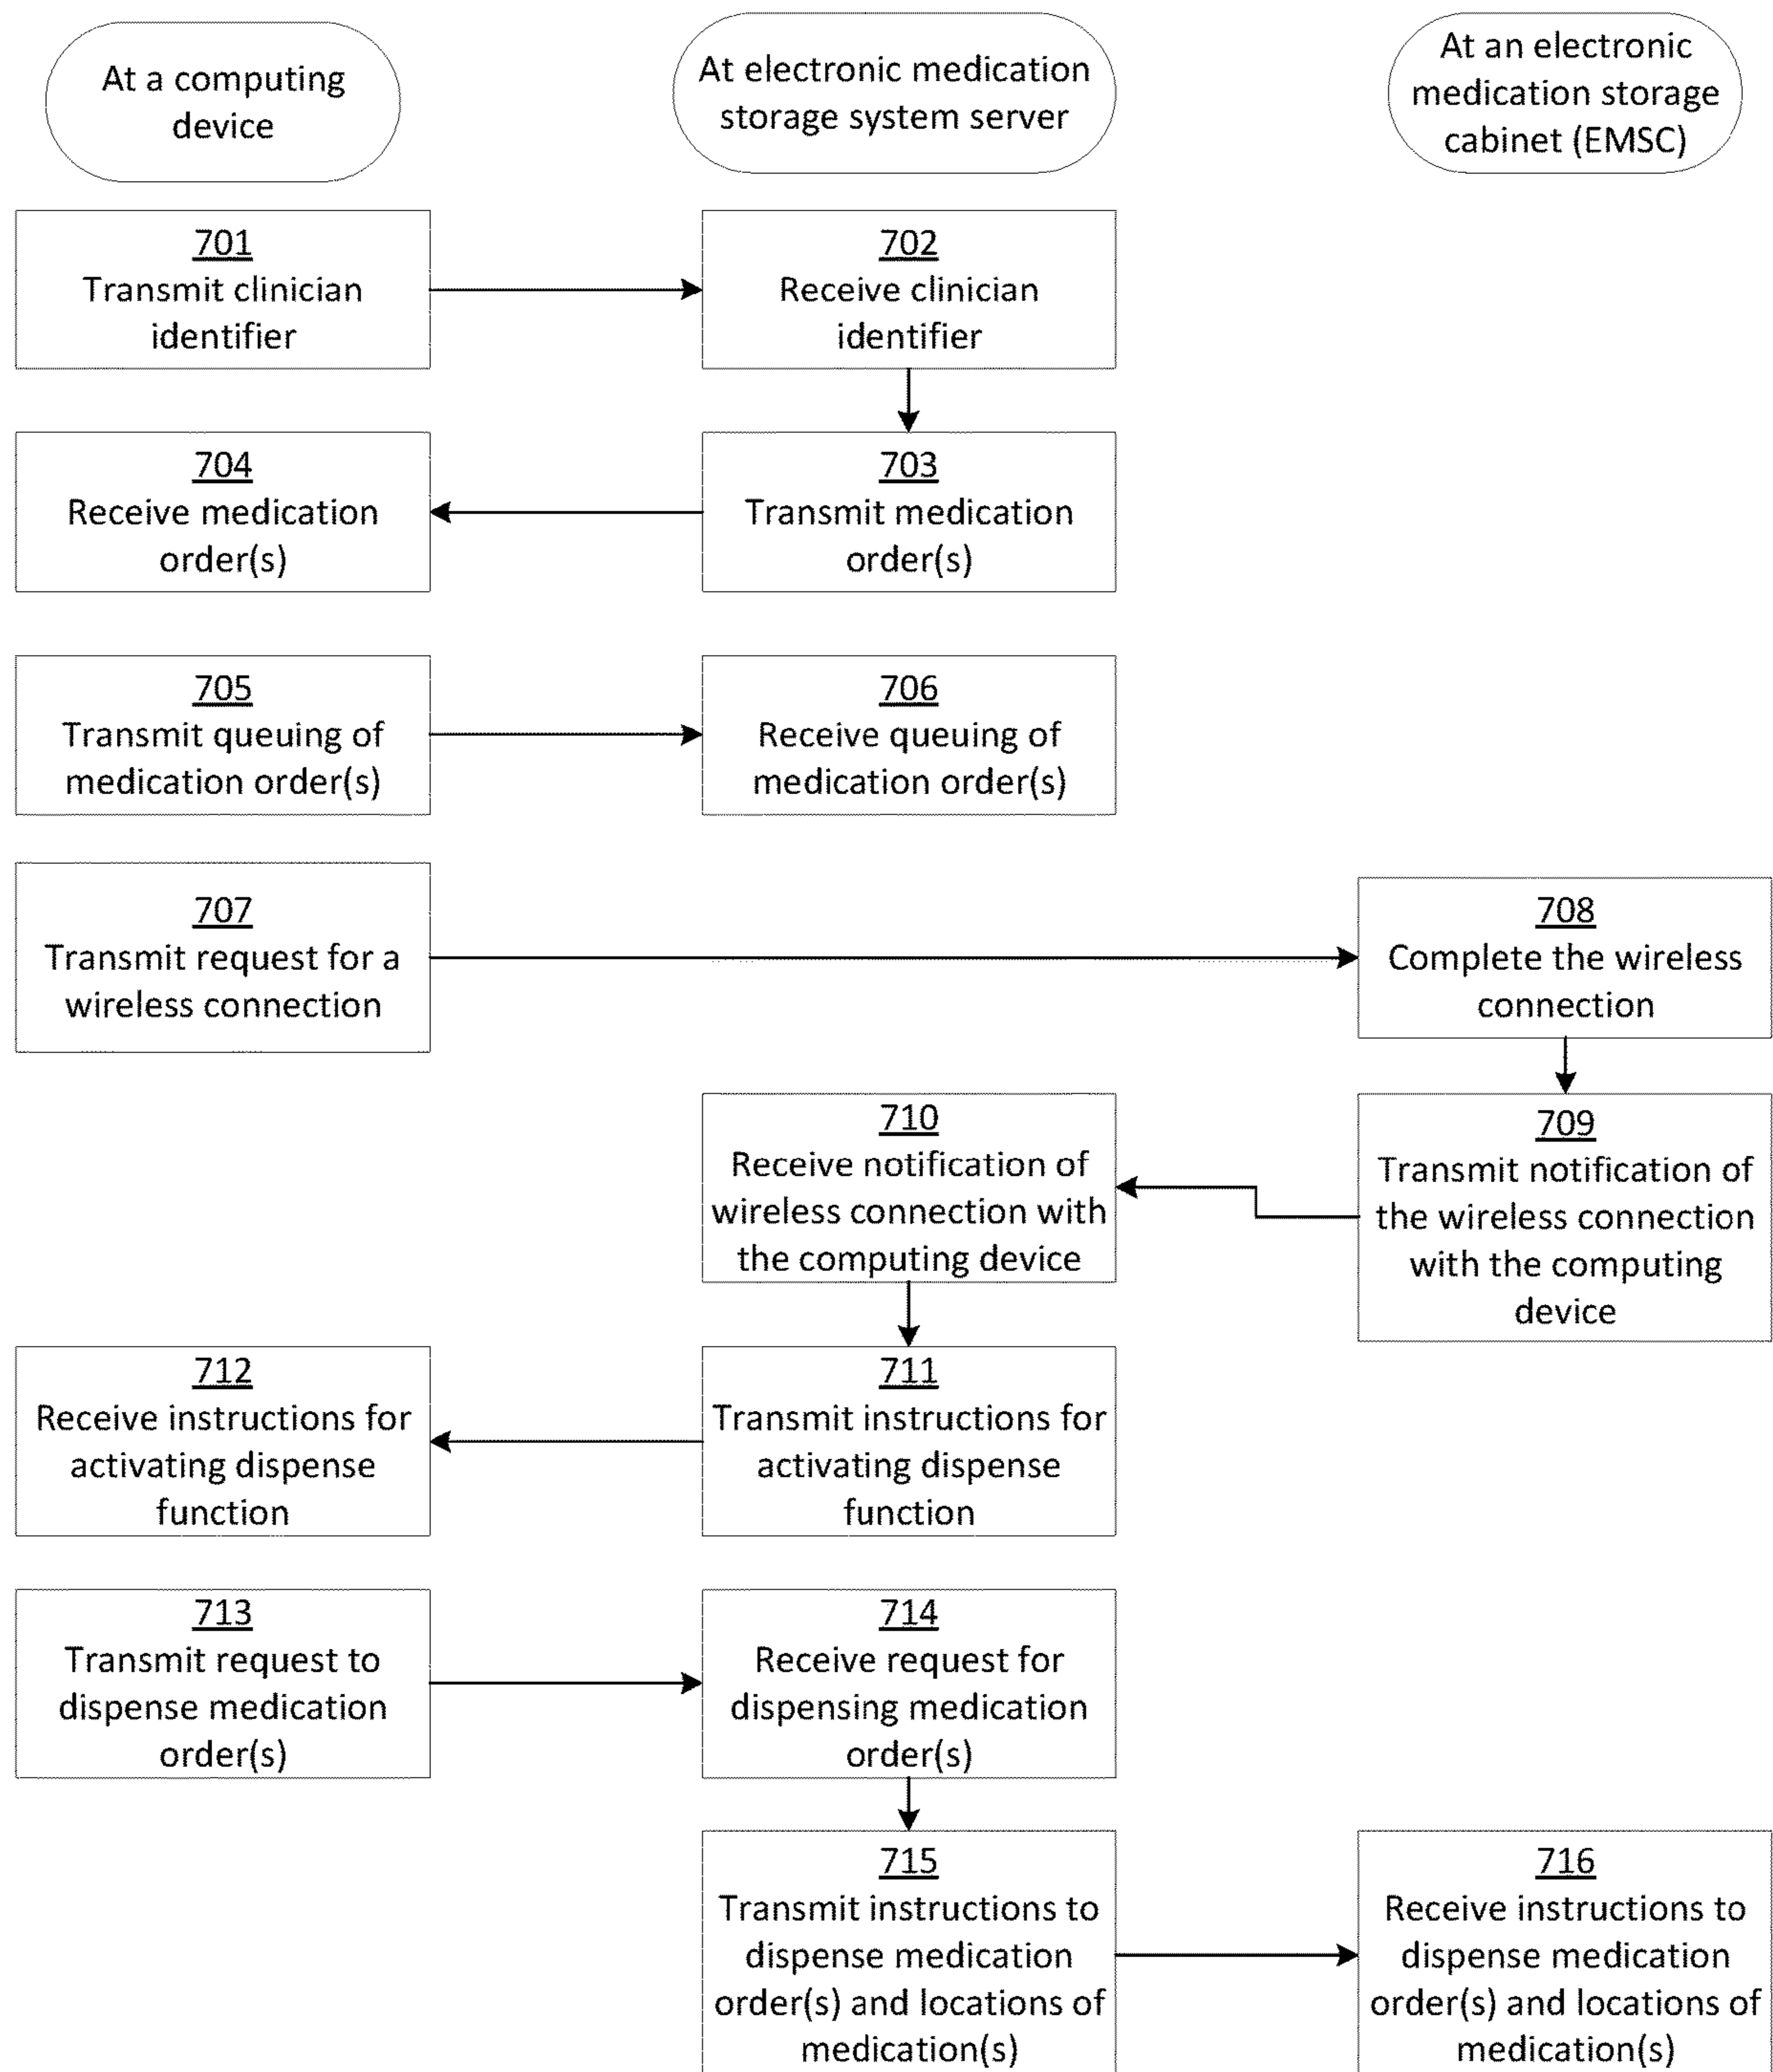 At a computing
device
At electronic medication
storage system server
At an electronic
medication storage
cabinet (EMSC)
701
Transmit clinician
identifier
702
Receive clinician
identifier
704
Receive medication
order(s)
703
Transmit medication
order(s)
705
Transmit queuing of
medication order(s)
706
Receive queuing of
medication order(s)
707
Transmit request for a
wireless connection
708
Complete the wireless
connection
710
Receive notification of
wireless connection with
the computing device
709
Transmit notification of
the wireless connection
with the computing
device
712
Receive instructions for
activating dispense
function
711
Transmit instructions for
activating dispense
function
713
Transmit request to
dispense medication
order(s)
714
Receive request for
dispensing medication
order(s)
715
Transmit instructions to
dispense medication
order(s) and locations of
medication(s)
716
Receive instructions to
dispense medication
order(s) and locations of
medication(s)